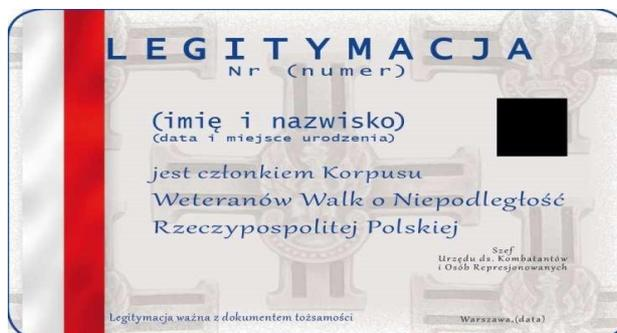 LEGITYMACJA
Nr (numer)
(imię i nazwisko)
(data i miejsce urodzenia)
jest członkiem Korpusu
Weteranów Walk o Niepodległość
Rzeczypospolitej Polskiej
Szef
Urzędu ds. Kombatantów
i Osób Represjonowanych
Legitymacja ważna z dokumentem tożsamości
Warszawa,(data)